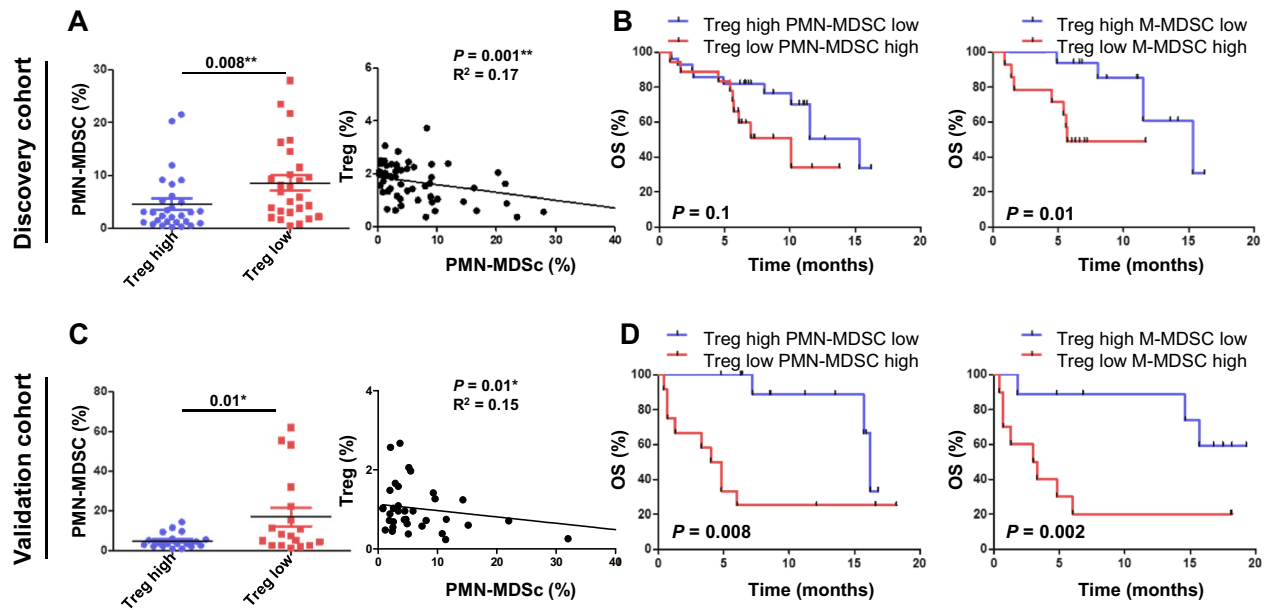 Discovery cohort
A
PMN-MDSC (%)
30
20
10
0
0.008**
Treg high
Treg low
Treg (%)
6
4
2
0
P = 0.001**
R² = 0.17
0
10
20
30
40
PMN-MDSc (%)
B
Treg high PMN-MDSC low
Treg low PMN-MDSC high
OS (%)
100
80
60
40
20
0
P = 0.1
0
5
10
15
20
Time (months)
Treg high M-MDSC low
Treg low M-MDSC high
OS (%)
100
80
60
40
20
0
P = 0.01
0
5
10
15
20
Time (months)
Validation cohort
C
PMN-MDSC (%)
80
60
40
20
0
0.01*
Treg high
Treg low
Treg (%)
4
2
0
P = 0.01*
R² = 0.15
0
10
20
30
40
PMN-MDSc (%)
D
Treg high PMN-MDSC low
Treg low PMN-MDSC high
OS (%)
100
80
60
40
20
0
P = 0.008
0
5
10
15
20
Time (months)
Treg high M-MDSC low
Treg low M-MDSC high
OS (%)
100
80
60
40
20
0
P = 0.002
0
5
10
15
20
Time (months)